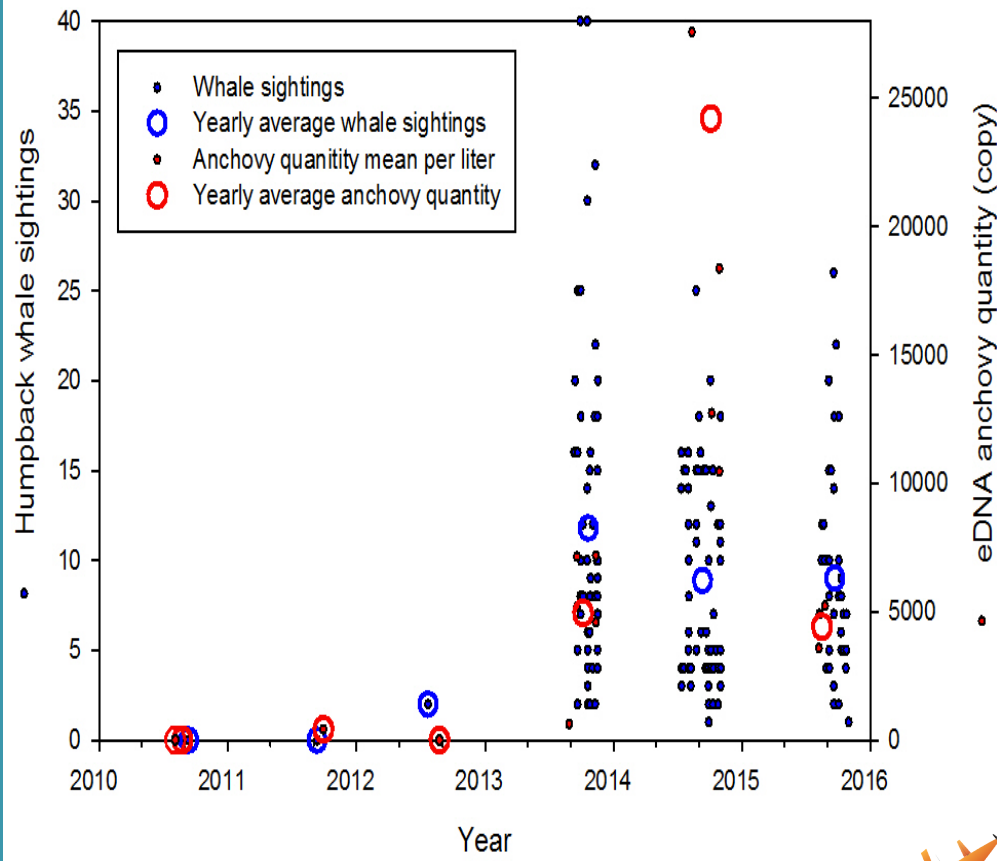 40
35
30
25
20
15
10
5
0
Humpback whale sightings
Whale sightings
Yearly average whale sightings
Anchovy quanitity mean per liter
Yearly average anchovy quantity
25000
20000
15000
10000
5000
0
eDNA anchovy quantity (copy)
2010 2011 2012 2013 2014 2015 2016
Year